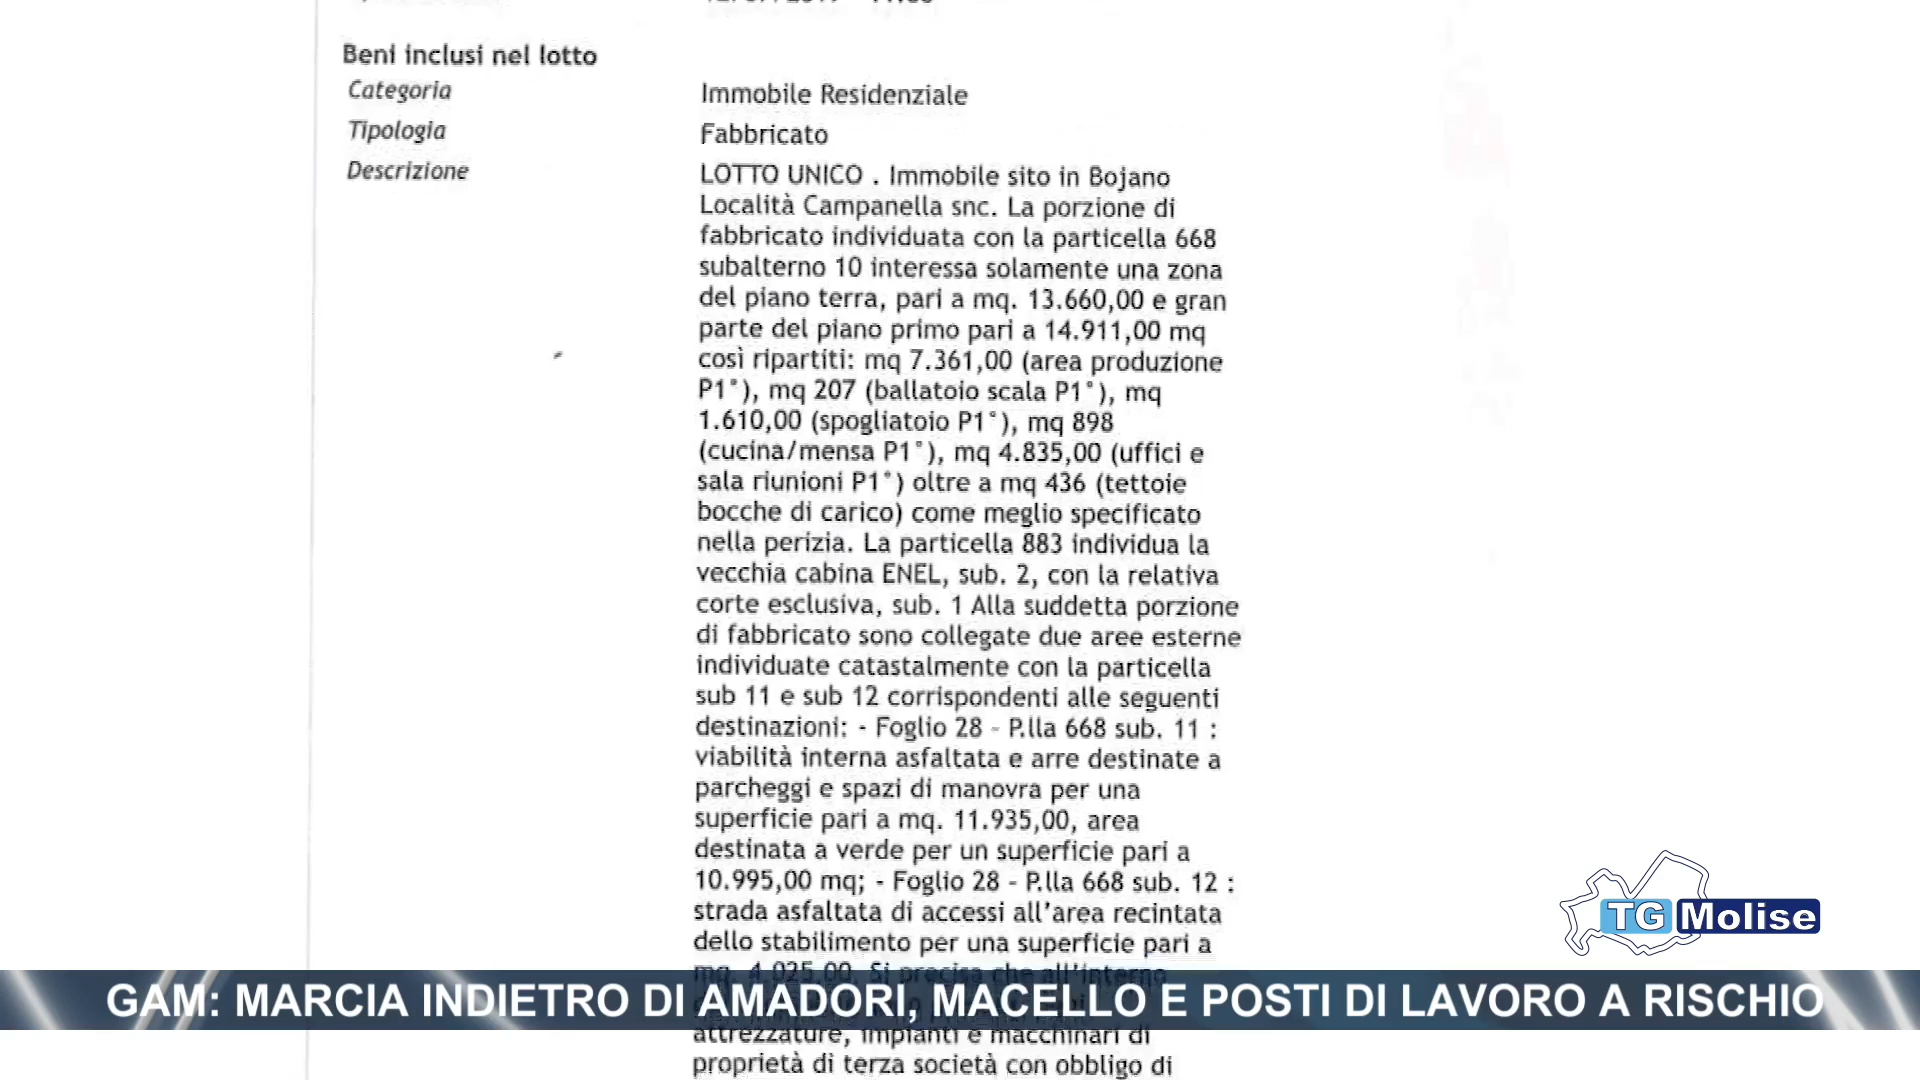 Beni inclusi nel lotto
Categoria
Immobile Residenziale
Tipologia
Fabbricato
Descrizione
LOTTO UNICO . Immobile sito in Bojano
Località Campanella snc. La porzione di
fabbricato individuata con la particella 668
subalterno 10 interessa solamente una zona
del piano terra, pari a mq. 13.660,00 e gran
parte del piano primo pari a 14.911,00 mq
così ripartiti: mq 7.361,00 (area produzione
P1°), mq 207 (ballatoio scala P1°), mq
1.610,00 (spogliatoio P1°), mq 898
(cucina/mensa P1°), mq 4.835,00 (uffici e
sala riunioni P1°) oltre a mq 436 (tettoie
bocche di carico) come meglio specificato
nella perizia. La particella 883 individua la
vecchia cabina ENEL, sub. 2, con la relativa
corte esclusiva, sub. 1 Alla suddetta porzione
di fabbricato sono collegate due aree esterne
individuate catastalmente con la particella
sub 11 e sub 12 corrispondenti alle seguenti
destinazioni: - Foglio 28 - P.lla 668 sub. 11 :
viabilità interna asfaltata e arre destinate a
parcheggi e spazi di manovra per una
superficie pari a mq. 11.935,00, area
destinata a verde per un superficie pari a
10.995,00 mq; - Foglio 28 - P.lla 668 sub. 12 :
strada asfaltata di accessi all'area recintata
dello stabilimento per una superficie pari a
mq. 4.025,00. Si precisa che all'interno
attrezzature, impianti e macchinari di
proprietà di terza società con obbligo di
TG Molise
GAM: MARCIA INDIETRO DI AMADORI, MACELLO E POSTI DI LAVORO A RISCHIO